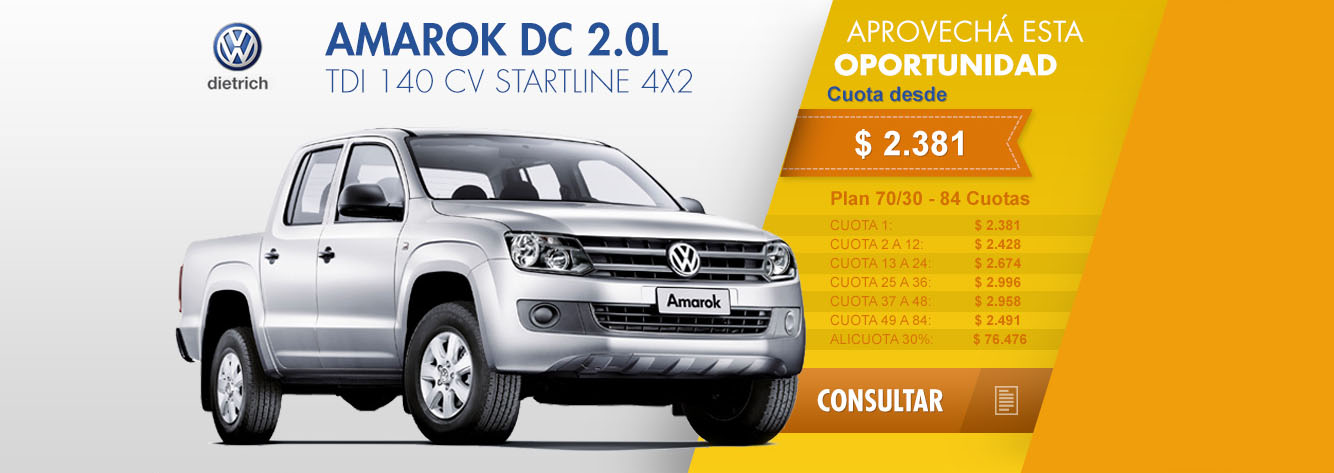 dietrich
AMAROK DC 2.0L
TDI 140 CV STARTLINE 4X2
Amarok
APROVECHÁ ESTA
OPORTUNIDAD
Cuota desde
$ 2.381
Plan 70/30 - 84 Cuotas
CUOTA 1: $ 2.381
CUOTA 2 A 12: $ 2.428
CUOTA 13 A 24: $ 2.674
CUOTA 25 A 36: $ 2.996
CUOTA 37 A 48: $ 2.958
CUOTA 49 A 84: $ 2.491
ALICUOTA 30%: $ 76.476
CONSULTAR